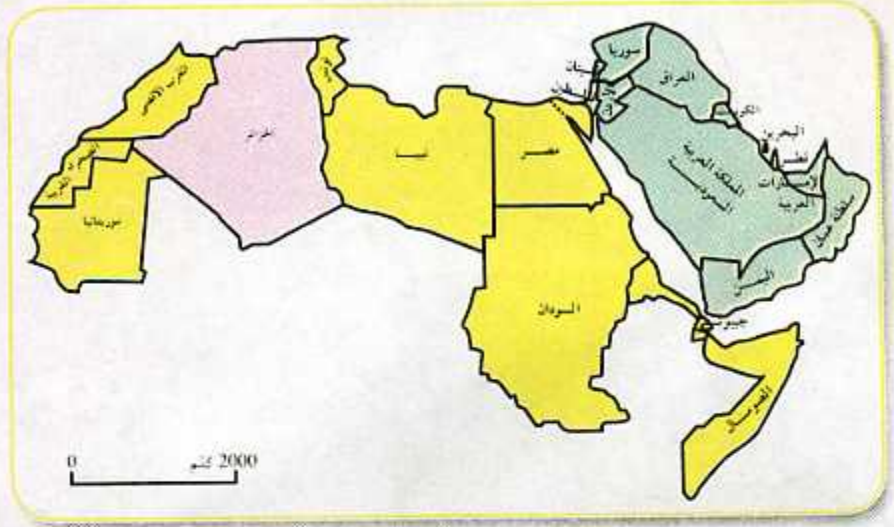 سوريا
لبنان
العراق
الكويت
البحرين
قطر
الإمارات
العربية
سلطنة عمان
المملكة العربية
السعودية
اليمن
تونس
المغرب الأقصى
الجزائر
ليبيا
مصر
موريتانيا
السودان
جيبوتي
الصومال
0
2000 كلم